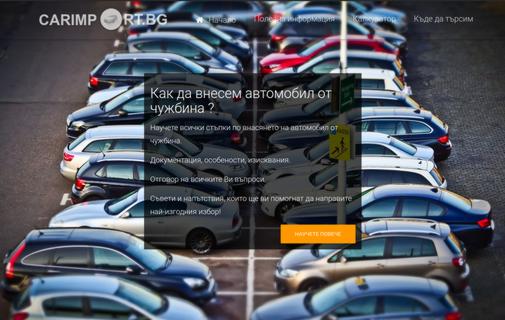 CARIMPORT.BG
Начало
Полезна информация
Калкулатор
Къде да търсим
Как да внесем автомобил от
чужбина ?
Научете всички стъпки по внасянето на автомобил от
чужбина.
Документация, особености, изисквания.
Отговор на всичките Ви въпроси.
Съвети и напътствия, които ще ви помогнат да направите
най-изгодния избор!
НАУЧЕТЕ ПОВЕЧЕ